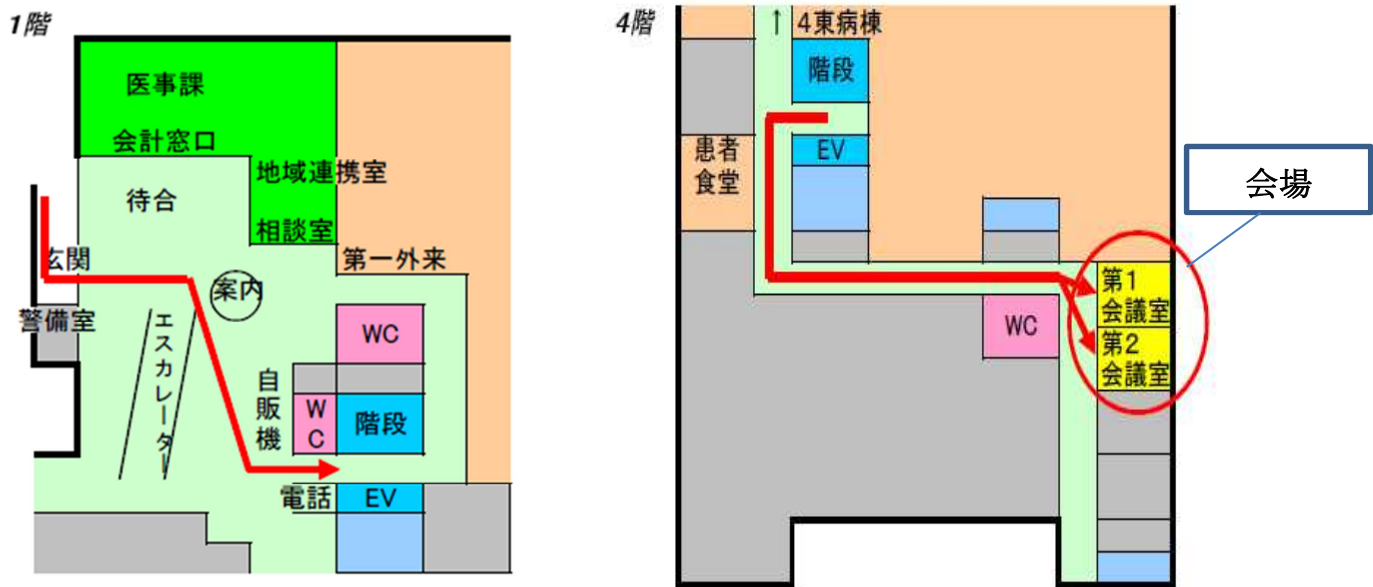 1階
医事課
会計窓口
地域連携室
待合
相談室
玄関
第一外来
案内
警備室
エスカレーター
WC
自販機
WC
階段
電話
EV
4階
↑
4東病棟
階段
患者
食堂
EV
会場
第1
会議室
WC
第2
会議室